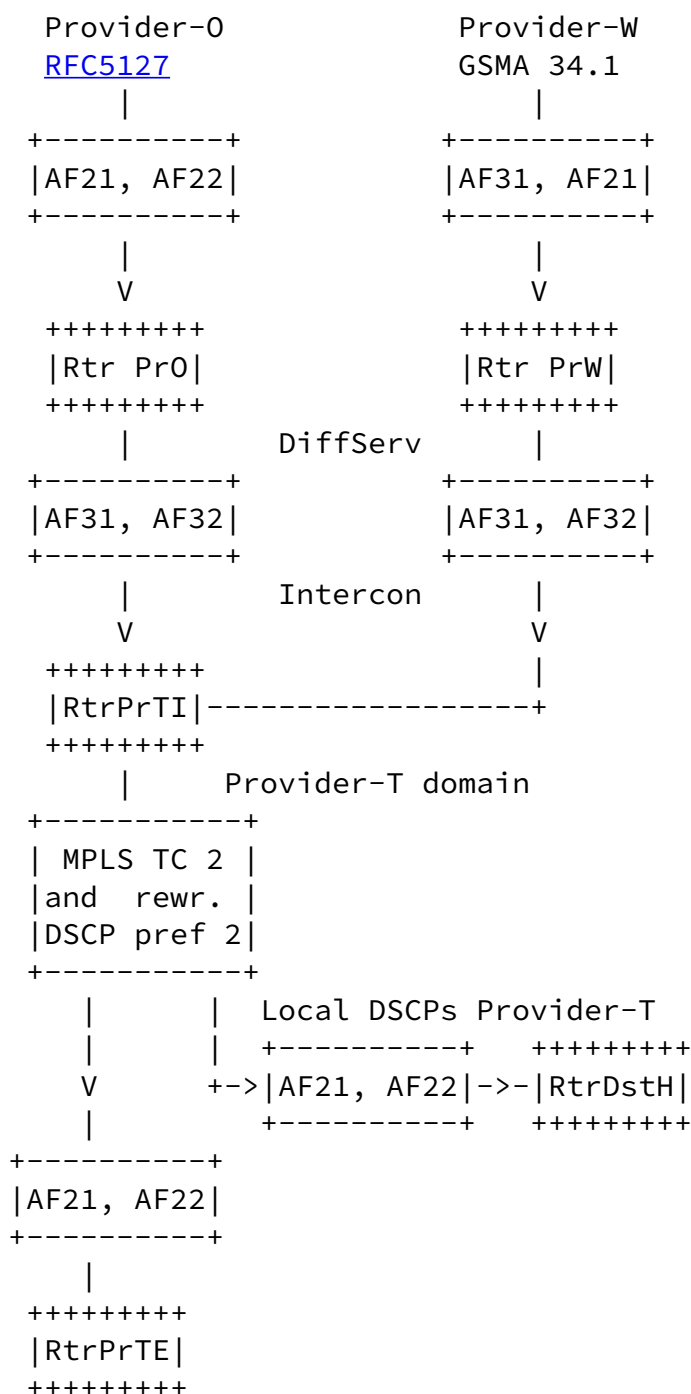 Provider-O                Provider-W
RFC5127                   GSMA 34.1
     |                       |
+----------+           +----------+
|AF21, AF22|           |AF31, AF21|
+----------+           +----------+
     |                       |
     V                       V
 +++++++++              +++++++++
 |Rtr PrO|              |Rtr PrW|
 +++++++++              +++++++++
     |        DiffServ      |
+----------+           +----------+
|AF31, AF32|           |AF31, AF32|
+----------+           +----------+
     |        Intercon      |
     V                       V
 +++++++++                  |
 |RtrPrTI|------------------+
 +++++++++
     |     Provider-T domain
+-----------+
| MPLS TC 2 |
|and  rewr. |
|DSCP pref 2|
+-----------+
   |      |  Local DSCPs Provider-T
   |      |  +----------+   +++++++++
   V      +->|AF21, AF22|->-|RtrDstH|
   |         +----------+   +++++++++
+----------+
|AF21, AF22|
+----------+
   |
+++++++++
|RtrPrTE|
+++++++++